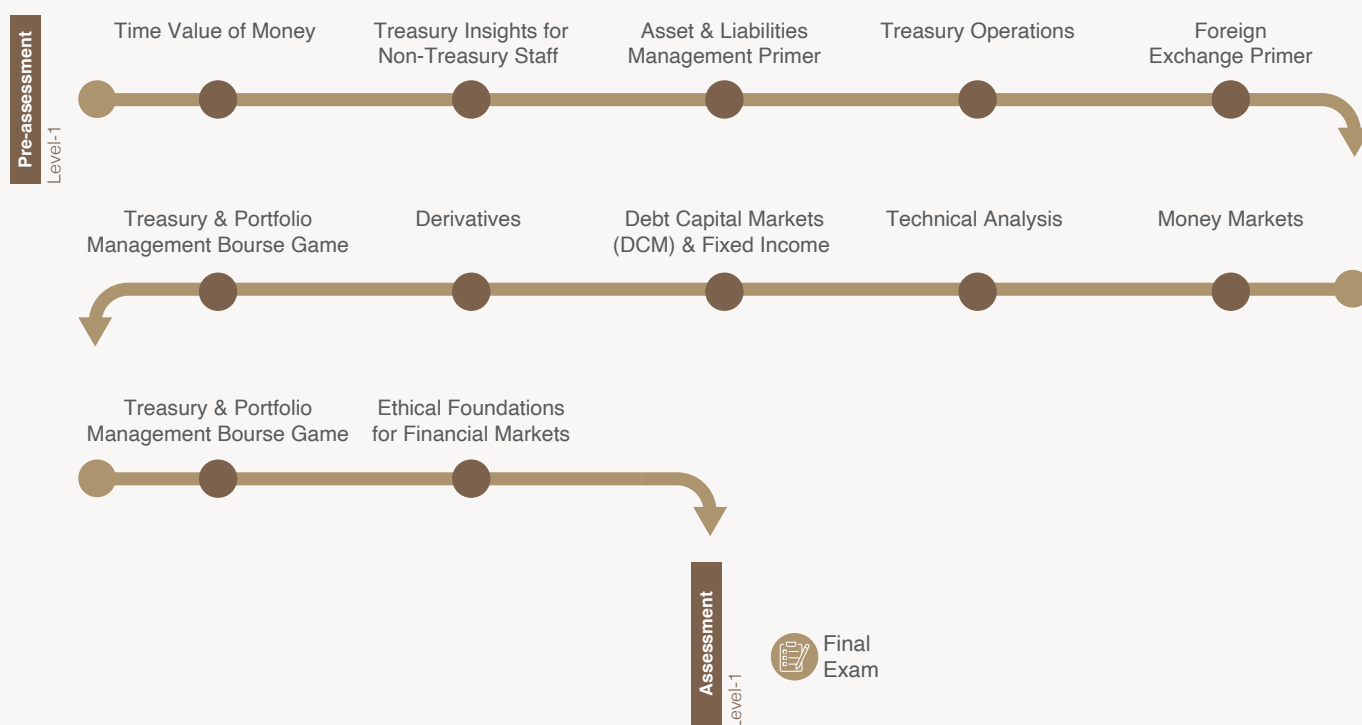 Pre-assessment
Level-1
Time Value of Money
Treasury Insights for
Non-Treasury Staff
Asset & Liabilities
Management Primer
Treasury Operations
Foreign
Exchange Primer
Treasury & Portfolio
Management Bourse Game
Derivatives
Debt Capital Markets
(DCM) & Fixed Income
Technical Analysis
Money Markets
Treasury & Portfolio
Management Bourse Game
Ethical Foundations
for Financial Markets
Assessment
Level-1
Final
Exam